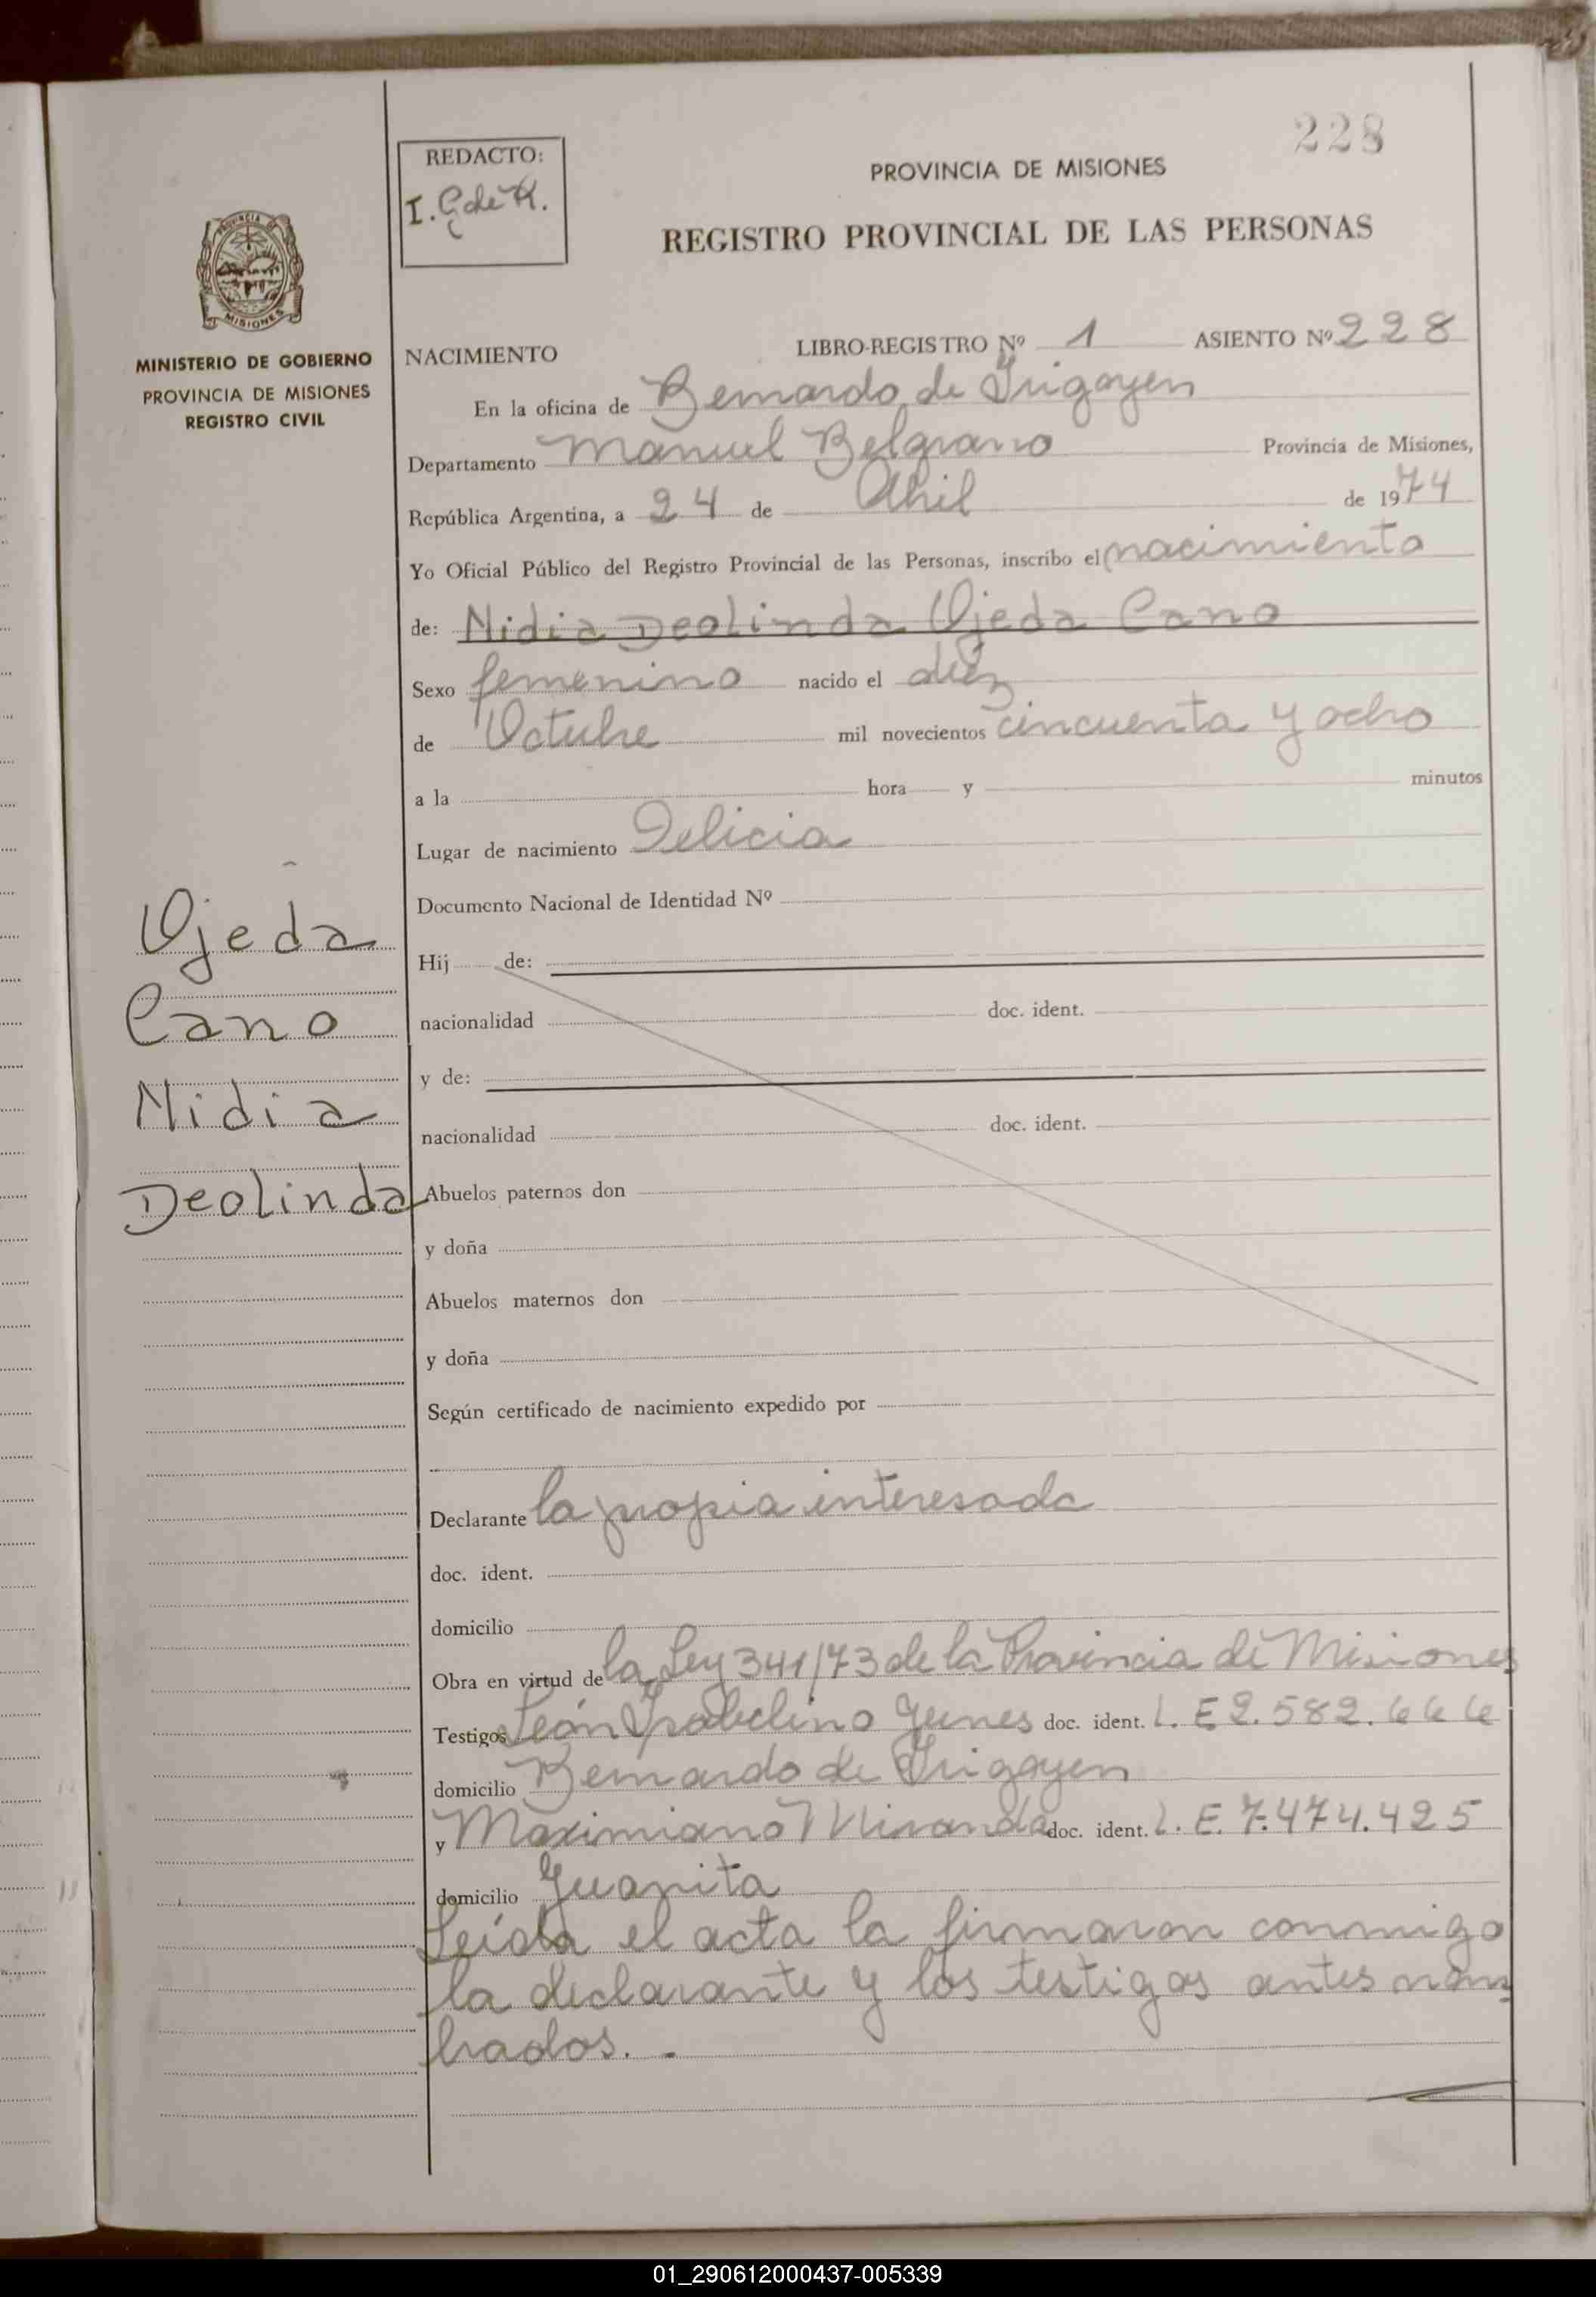 228
REDACTO:
I. G de K.
PROVINCIA DE MISIONES
REGISTRO PROVINCIAL DE LAS PERSONAS
PROVINCIA DE
MISIONES
MINISTERIO DE GOBIERNO
PROVINCIA DE MISIONES
REGISTRO CIVIL
NACIMIENTO LIBRO-REGISTRO Nº 1 ASIENTO Nº 228
En la oficina de Bernardo de Irigoyen
Departamento Manuel Belgrano Provincia de Misiones,
República Argentina, a 24 de Abril de 1974
Yo Oficial Público del Registro Provincial de las Personas, inscribo el nacimiento
de: Nidia Deolinda Ojeda Cano
Sexo femenino nacido el diéz
de Octubre mil novecientos cincuenta y ocho
a la hora y minutos
Lugar de nacimiento Delicia
Documento Nacional de Identidad Nº
Hij de:
nacionalidad doc. ident.
y de:
nacionalidad doc. ident.
Abuelos paternos don
y doña
Abuelos maternos don
y doña
Según certificado de nacimiento expedido por
Declarante la propia interesada
doc. ident.
domicilio
Obra en virtud de la Ley 341/73 de la Provincia de Misiones
Testigos León Isabelino doc. ident. L. E 2.582.666
domicilio Bernardo de Irigoyen
y Maximiano Miranda doc. ident. L. E. 7.474.425
domicilio Juanita
Leída el acta la firmaron conmigo
la declarante y los testigos antes nom
brados. . -
Ojeda
Cano
Nidia
Deolinda
01_290612000437-005339